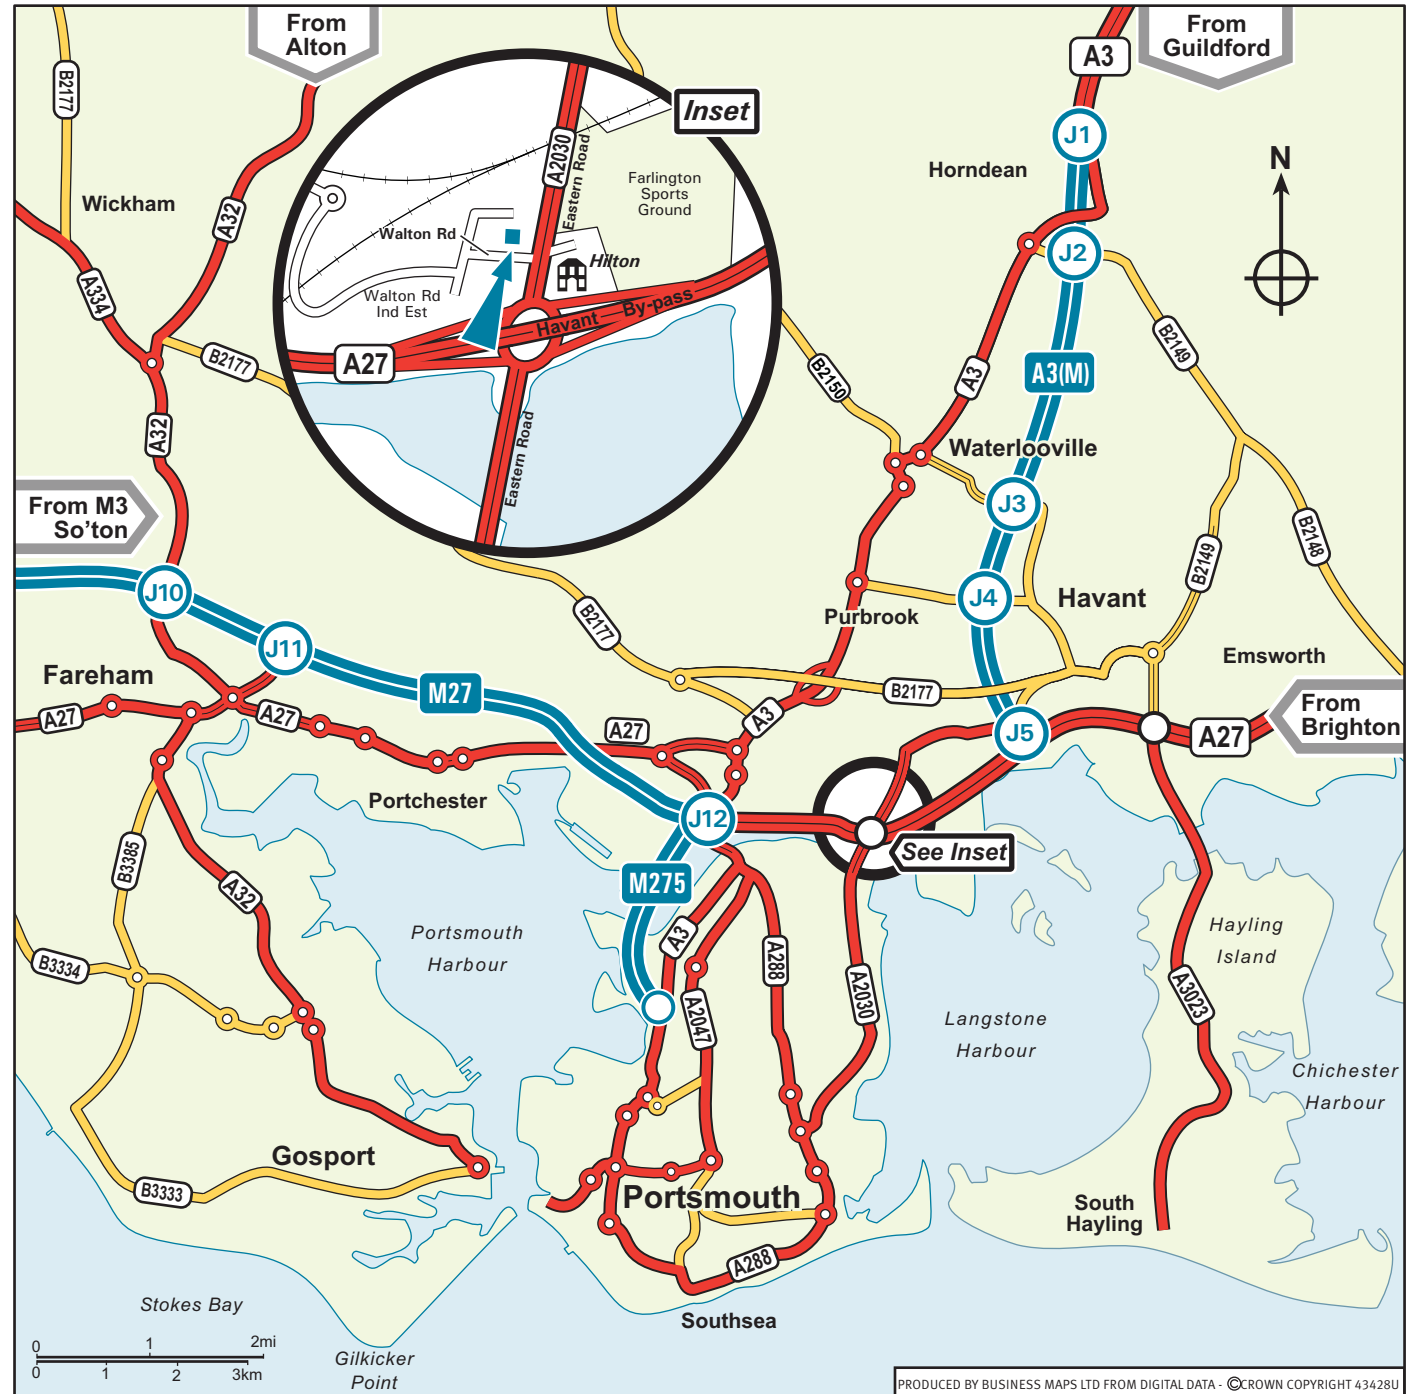 From
Alton
From
Guildford
A3
B2177
Inset
J1
A2030
Eastern Road
Horndean
N
Farlington
Sports
Ground
Wickham
A32
Walton Rd
J2
Hilton
A334
Walton Rd
Ind Est
Havant By-pass
B2149
B2177
A27
B2150
A3
A3(M)
A32
Eastern Road
Waterlooville
From M3
So'ton
J3
B2148
B2149
J10
J4
Havant
B2177
Purbrook
J11
Emsworth
Fareham
M27
B2177
A27
A27
A3
A27
J5
From
Brighton
A27
Portchester
J12
See Inset
B3385
A32
M275
Portsmouth
Harbour
A3
A288
Hayling
Island
B3334
A2047
A2030
A3023
Langstone
Harbour
Chichester
Harbour
Gosport
B3333
Portsmouth
South
Hayling
A288
Stokes Bay
Southsea
0 1 2mi
0 1 2 3km
Gilkicker
Point
PRODUCED BY BUSINESS MAPS LTD FROM DIGITAL DATA - ©CROWN COPYRIGHT 43428U